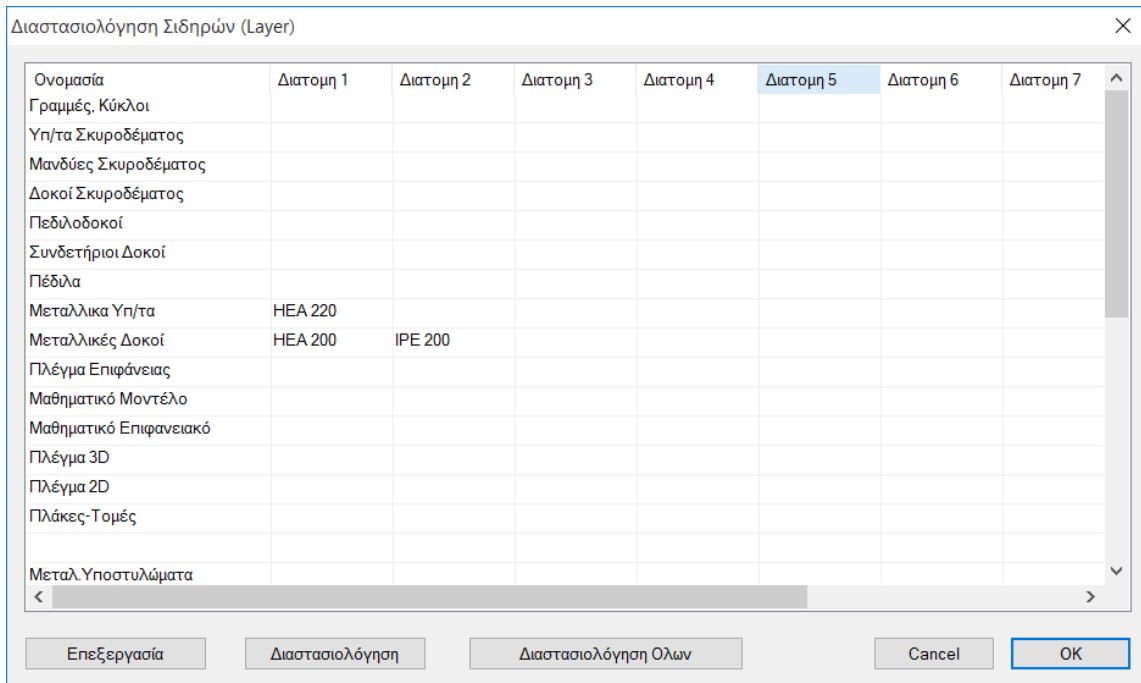 Διαστασιολόγηση Σιδηρών (Layer)
Ονομασία Διατομη 1 Διατομη 2 Διατομη 3 Διατομη 4 Διατομη 5 Διατομη 6 Διατομη 7
Γραμμές, Κύκλοι
Υπ/τα Σκυροδέματος
Μανδύες Σκυροδέματος
Δοκοί Σκυροδέματος
Πεδιλοδοκοί
Συνδετήριοι Δοκοί
Πέδιλα
Μεταλλικα Υπ/τα HEA 220
Μεταλλικές Δοκοί HEA 200 IPE 200
Πλέγμα Επιφάνειας
Μαθηματικό Μοντέλο
Μαθηματικό Επιφανειακό
Πλέγμα 3D
Πλέγμα 2D
Πλάκες-Τομές
Μεταλ.Υποστυλώματα
Επεξεργασία Διαστασιολόγηση Διαστασιολόγηση Ολων Cancel OK